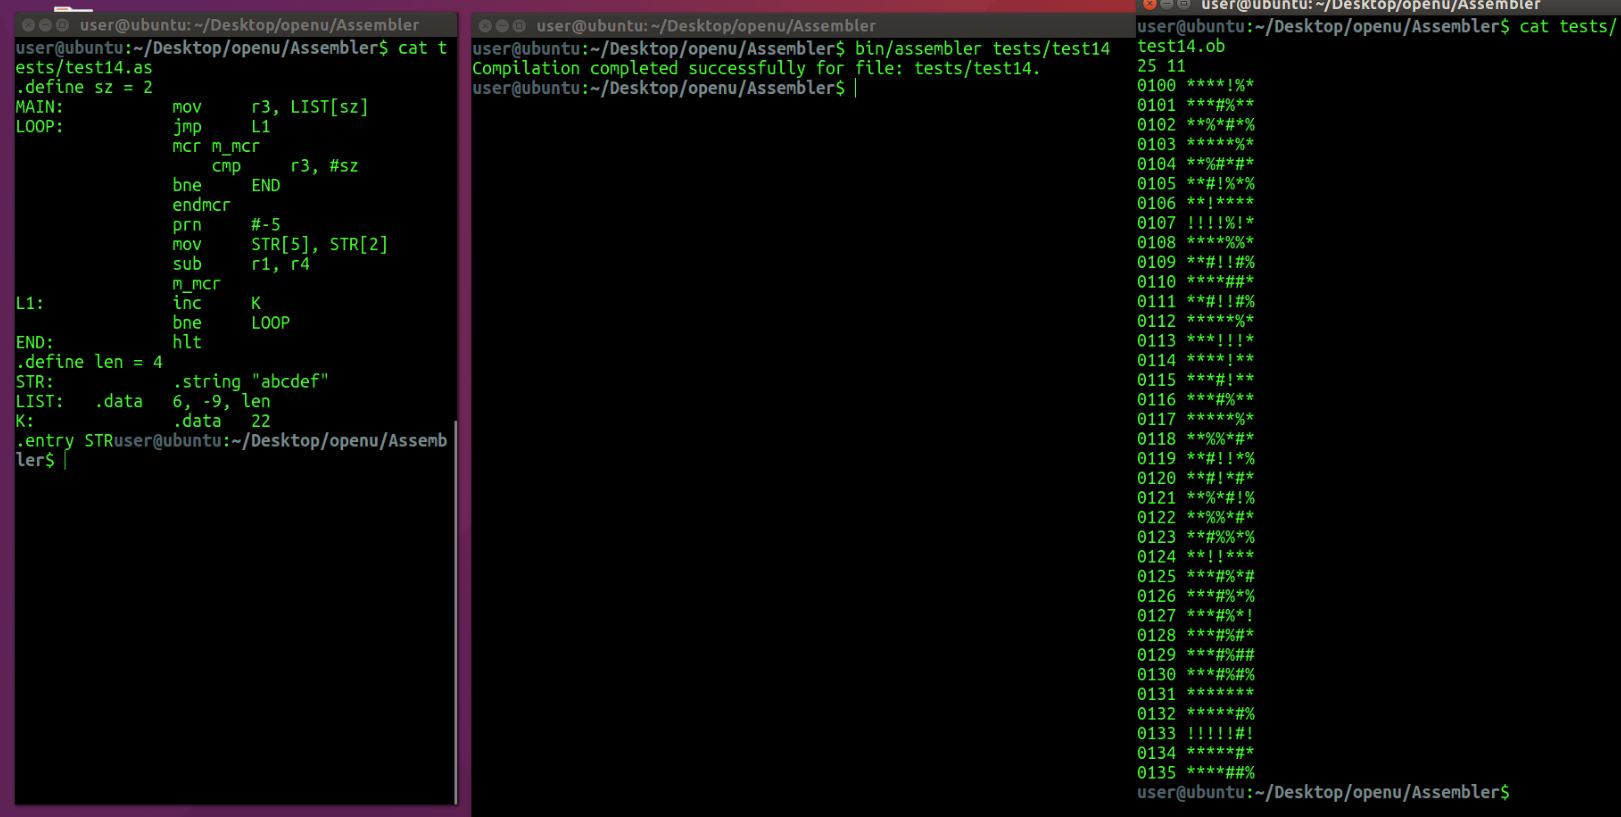 user@ubuntu: ~/Desktop/openu/Assembler
user@ubuntu:~/Desktop/openu/Assembler$ cat t
ests/test14.as
.define sz = 2
MAIN: mov r3, LIST[sz]
LOOP: jmp L1
mcr m_mcr
cmp r3, #sz
bne END
endmcr
prn #-5
mov STR[5], STR[2]
sub r1, r4
m_mcr
L1: inc K
bne LOOP
END: hlt
.define len = 4
STR: .string "abcdef"
LIST: .data 6, -9, len
K: .data 22
.entry STRuser@ubuntu:~/Desktop/openu/Assemb
ler$
user@ubuntu: ~/Desktop/openu/Assembler
user@ubuntu:~/Desktop/openu/Assembler$ bin/assembler tests/test14
Compilation completed successfully for file: tests/test14.
user@ubuntu:~/Desktop/openu/Assembler$
user@ubuntu: ~/Desktop/openu/Assembler
user@ubuntu:~/Desktop/openu/Assembler$ cat tests/
test14.ob
25 11
0100 ****!%*
0101 ***#%**
0102 **%*#*%
0103 *****%*
0104 **%#*#*
0105 **#!%*%
0106 **!****
0107 !!!!%!*
0108 ****%%*
0109 **#!!#%
0110 ****##*
0111 **#!!#%
0112 *****%*
0113 ***!!!*
0114 ****!**
0115 ***#!**
0116 ***#%**
0117 *****%*
0118 **%%*#*
0119 **#!!*%
0120 **#!*#*
0121 **%*#!%
0122 **%%*#*
0123 **#%%*%
0124 **!!***
0125 ***#%*#
0126 ***#%*%
0127 ***#%*!
0128 ***#%#*
0129 ***#%##
0130 ***#%#%
0131 *******
0132 *****#%
0133 !!!!!#!
0134 *****#*
0135 ****##%
user@ubuntu:~/Desktop/openu/Assembler$